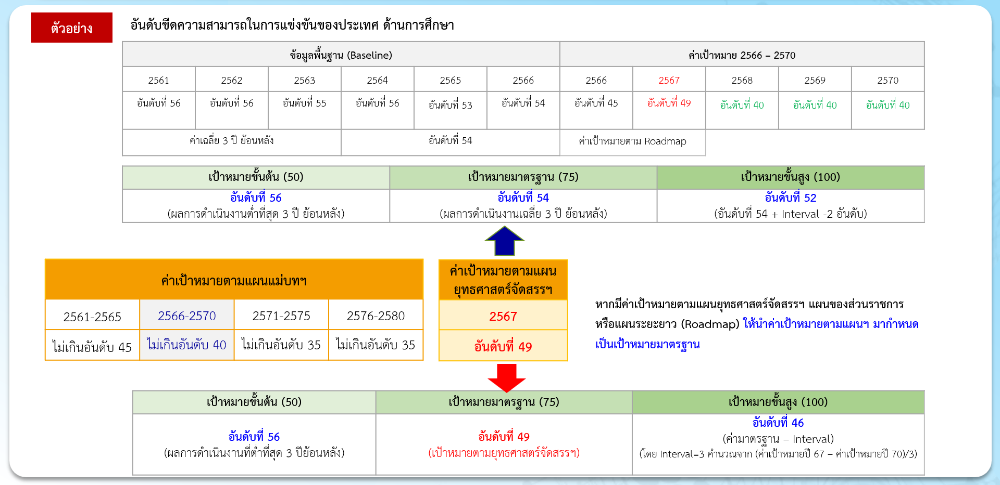 ตัวอย่าง
อันดับขีดความสามารถในการแข่งขันของประเทศ ด้านการศึกษา
ข้อมูลพื้นฐาน (Baseline) ค่าเป้าหมาย 2566 – 2570
2561 2562 2563 2564 2565 2566 2566 2567 2568 2569 2570
อันดับที่ 56 อันดับที่ 56 อันดับที่ 55 อันดับที่ 56 อันดับที่ 53 อันดับที่ 54 อันดับที่ 45 อันดับที่ 49 อันดับที่ 40 อันดับที่ 40 อันดับที่ 40
ค่าเฉลี่ย 3 ปี ย้อนหลัง อันดับที่ 54 ค่าเป้าหมายตาม Roadmap
เป้าหมายขั้นต้น (50) เป้าหมายมาตรฐาน (75) เป้าหมายขั้นสูง (100)
อันดับที่ 56 อันดับที่ 54 อันดับที่ 52
(ผลการดำเนินงานต่ำที่สุด 3 ปี ย้อนหลัง) (ผลการดำเนินงานเฉลี่ย 3 ปี ย้อนหลัง) (อันดับที่ 54 + Interval -2 อันดับ)
ค่าเป้าหมายตามแผนแม่บทฯ
2561-2565 2566-2570 2571-2575 2576-2580
ไม่เกินอันดับ 45 ไม่เกินอันดับ 40 ไม่เกินอันดับ 35 ไม่เกินอันดับ 35
ค่าเป้าหมายตามแผน
ยุทธศาสตร์จัดสรรฯ
2567
อันดับที่ 49
หากมีค่าเป้าหมายตามแผนยุทธศาสตร์จัดสรรฯ แผนของส่วนราชการ
หรือแผนระยะยาว (Roadmap) ให้นำค่าเป้าหมายตามแผนฯ มากำหนด
เป็นเป้าหมายมาตรฐาน
เป้าหมายขั้นต้น (50) เป้าหมายมาตรฐาน (75) เป้าหมายขั้นสูง (100)
อันดับที่ 56
(ผลการดำเนินงานที่ต่ำที่สุด 3 ปีย้อนหลัง)
อันดับที่ 49
(เป้าหมายตามยุทธศาสตร์จัดสรรฯ)
อันดับที่ 46
(ค่ามาตรฐาน – Interval)
(โดย Interval=3 คำนวณจาก (ค่าเป้าหมายปี 67 – ค่าเป้าหมายปี 70)/3)